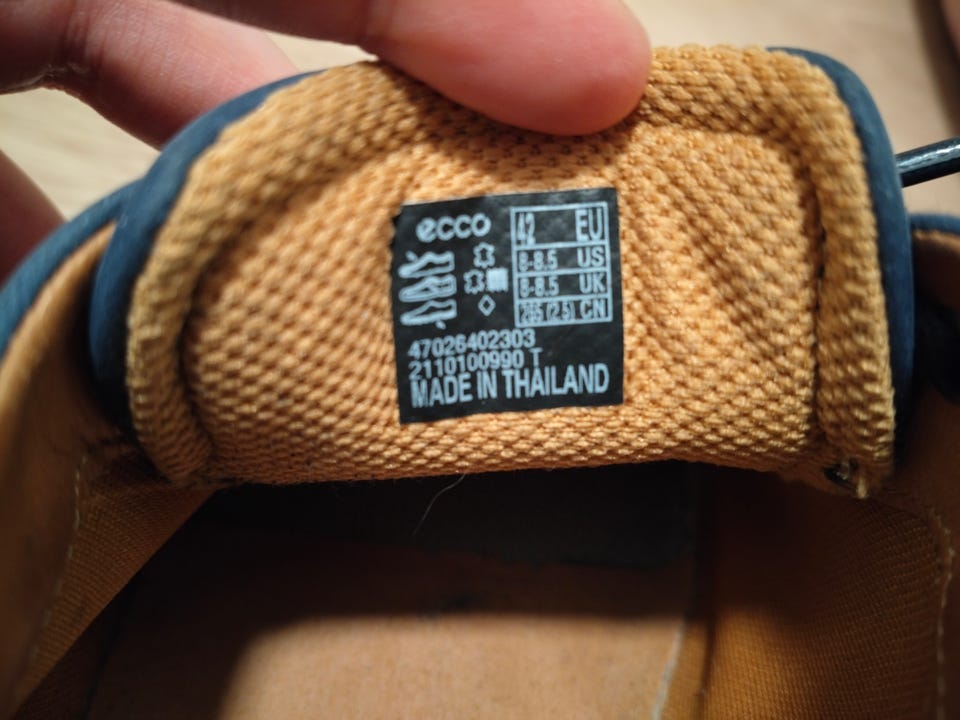 ecco
42 EU
8-8.5 US
8-8.5 UK
265 (2.5) CN
47026402303
2110100990 T
MADE IN THAILAND